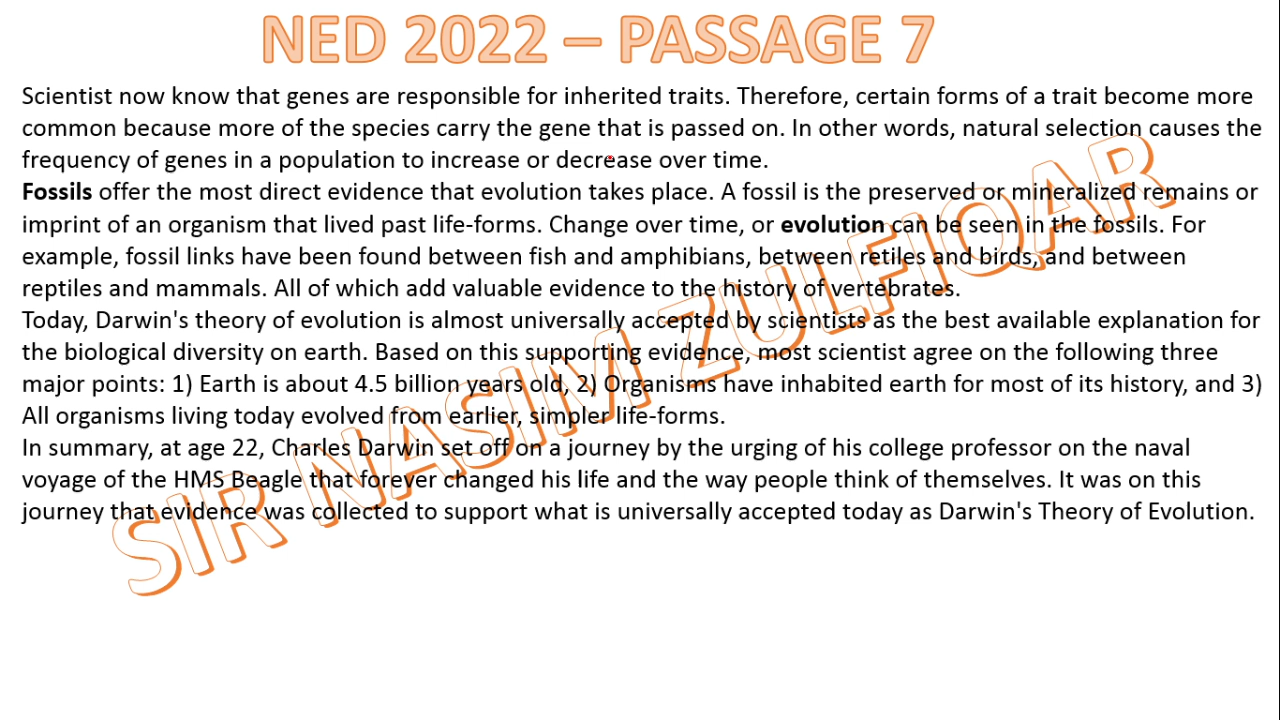 NED 2022 – PASSAGE 7
Scientist now know that genes are responsible for inherited traits. Therefore, certain forms of a trait become more
common because more of the species carry the gene that is passed on. In other words, natural selection causes the
frequency of genes in a population to increase or decrease over time.
Fossils offer the most direct evidence that evolution takes place. A fossil is the preserved or mineralized remains or
imprint of an organism that lived past life-forms. Change over time, or evolution can be seen in the fossils. For
example, fossil links have been found between fish and amphibians, between retiles and birds, and between
reptiles and mammals. All of which add valuable evidence to the history of vertebrates.
Today, Darwin's theory of evolution is almost universally accepted by scientists as the best available explanation for
the biological diversity on earth. Based on this supporting evidence, most scientist agree on the following three
major points: 1) Earth is about 4.5 billion years old, 2) Organisms have inhabited earth for most of its history, and 3)
All organisms living today evolved from earlier, simpler life-forms.
In summary, at age 22, Charles Darwin set off on a journey by the urging of his college professor on the naval
voyage of the HMS Beagle that forever changed his life and the way people think of themselves. It was on this
journey that evidence was collected to support what is universally accepted today as Darwin's Theory of Evolution.
SIR NASIM ZULFIQAR